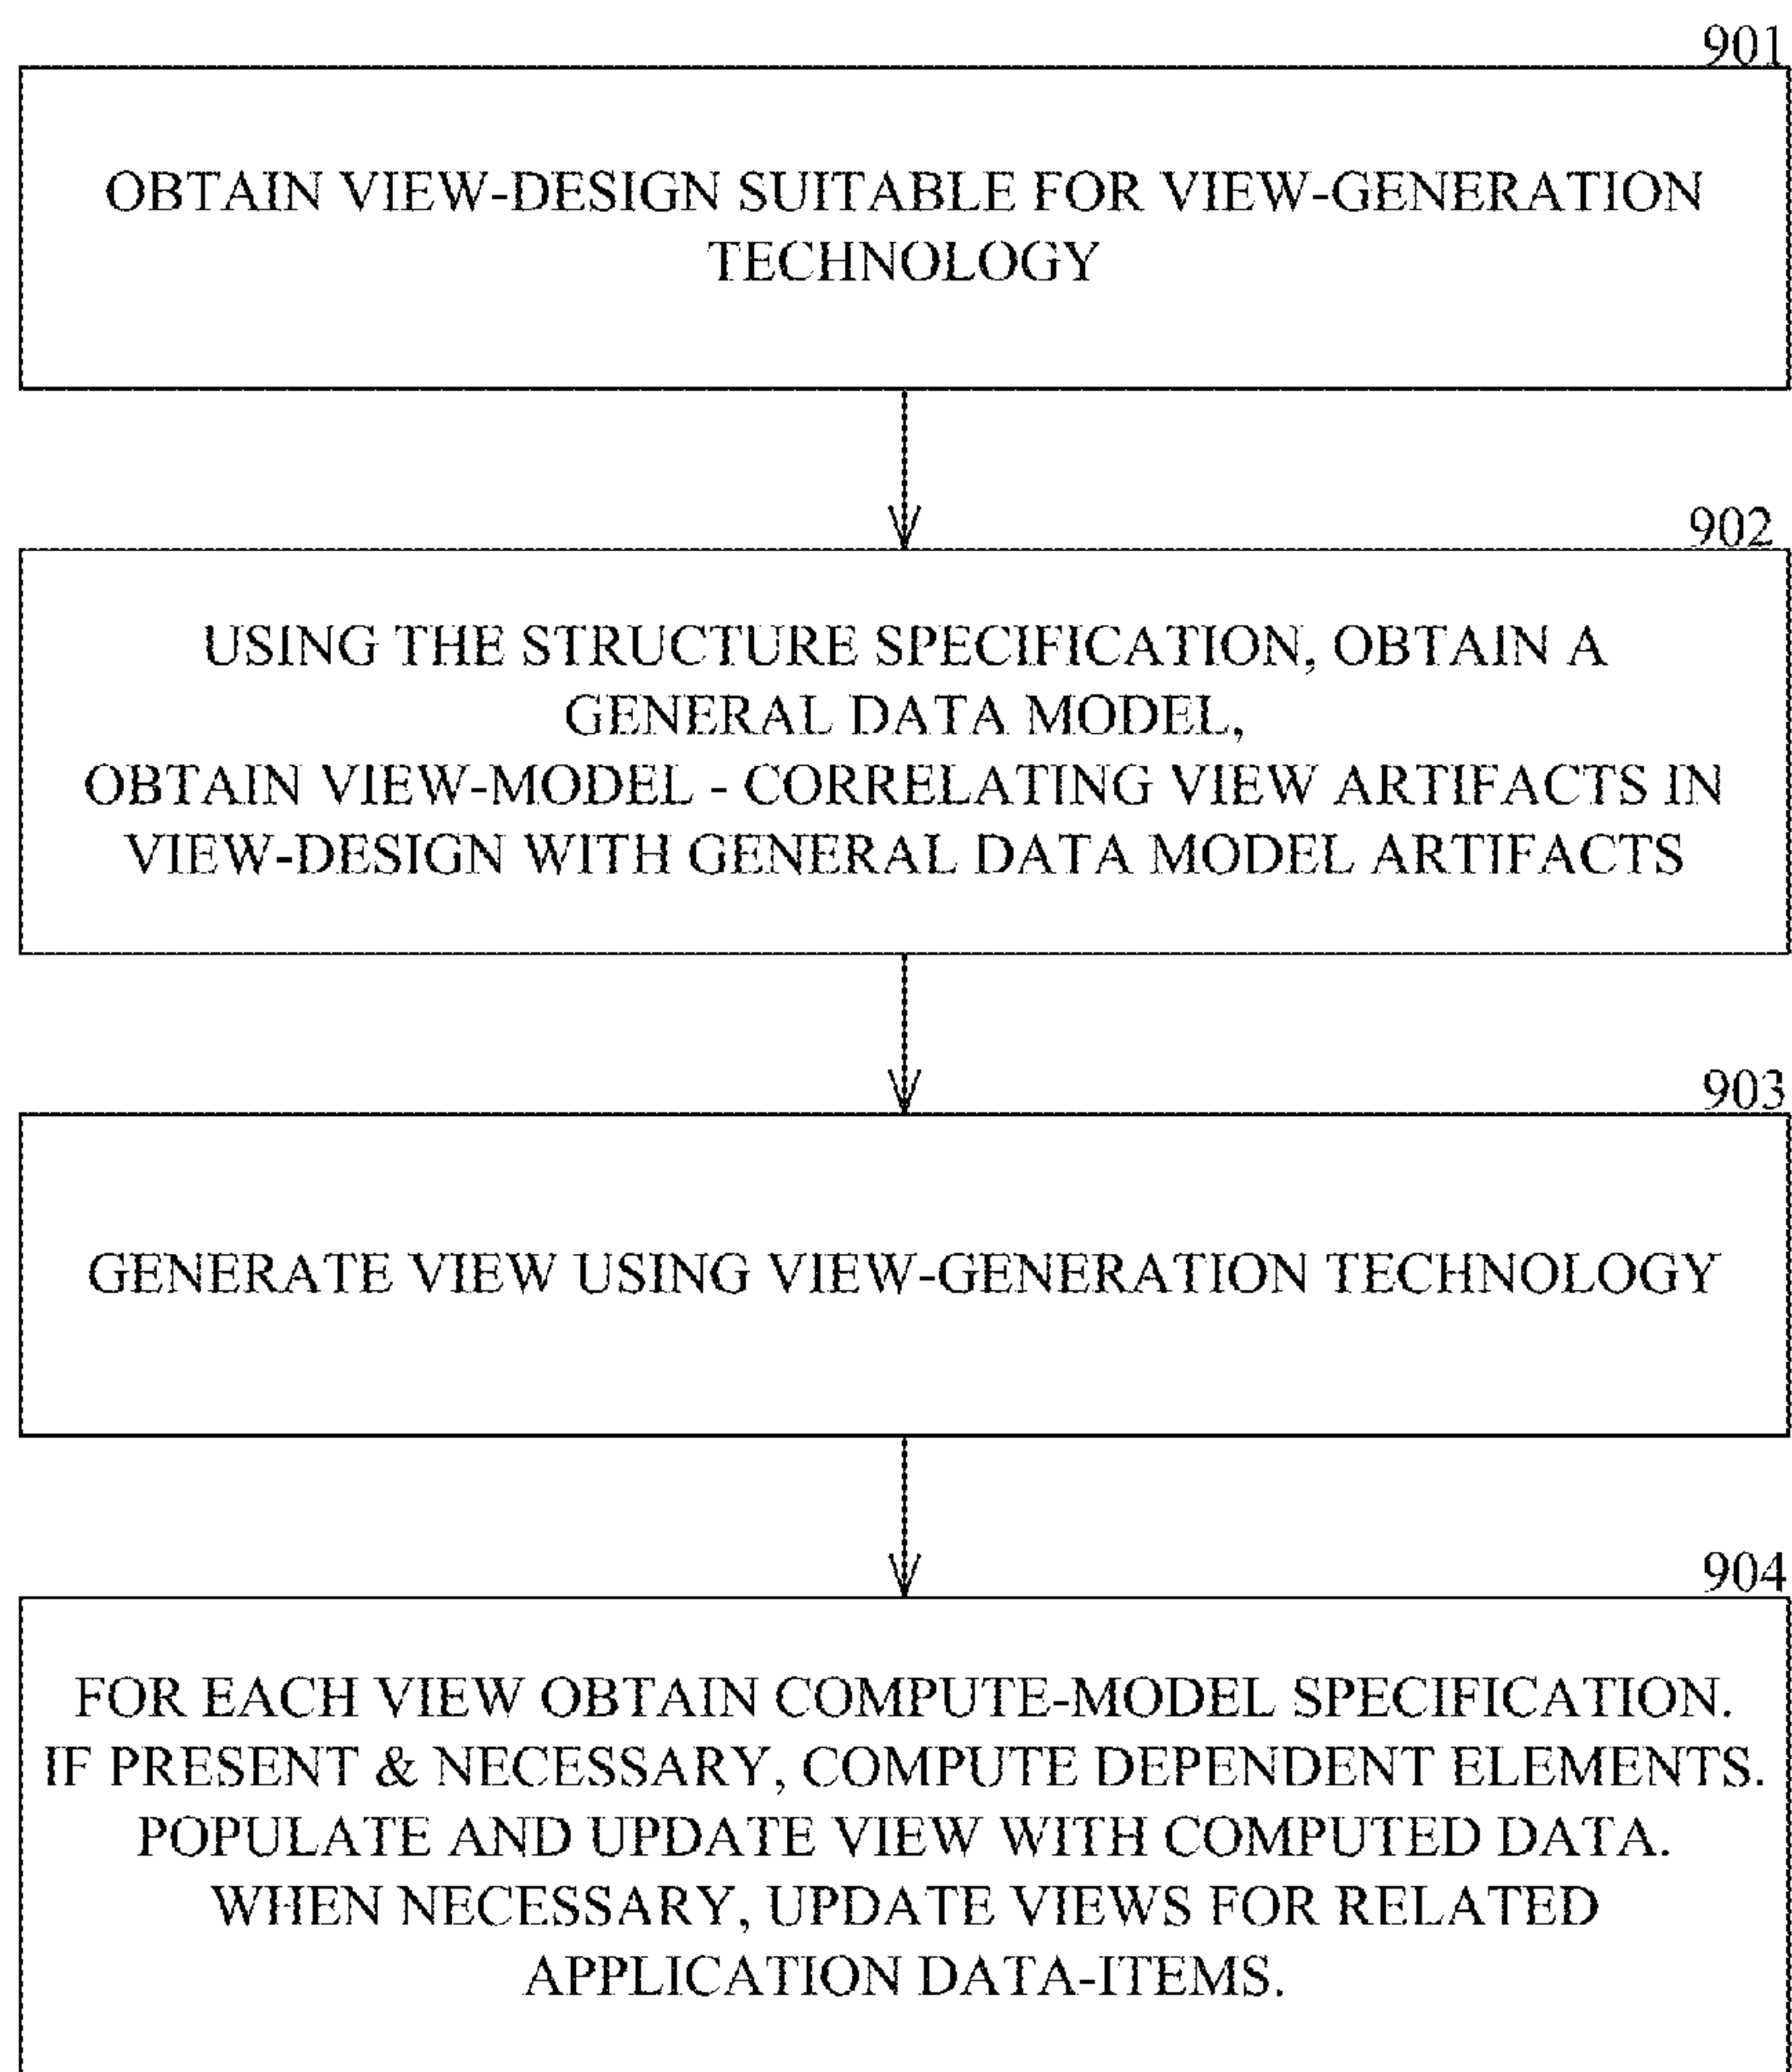 901
OBTAIN VIEW-DESIGN SUITABLE FOR VIEW-GENERATION
TECHNOLOGY
902
USING THE STRUCTURE SPECIFICATION, OBTAIN A
GENERAL DATA MODEL,
OBTAIN VIEW-MODEL - CORRELATING VIEW ARTIFACTS IN
VIEW-DESIGN WITH GENERAL DATA MODEL ARTIFACTS
903
GENERATE VIEW USING VIEW-GENERATION TECHNOLOGY
904
FOR EACH VIEW OBTAIN COMPUTE-MODEL SPECIFICATION.
IF PRESENT & NECESSARY, COMPUTE DEPENDENT ELEMENTS.
POPULATE AND UPDATE VIEW WITH COMPUTED DATA.
WHEN NECESSARY, UPDATE VIEWS FOR RELATED
APPLICATION DATA-ITEMS.